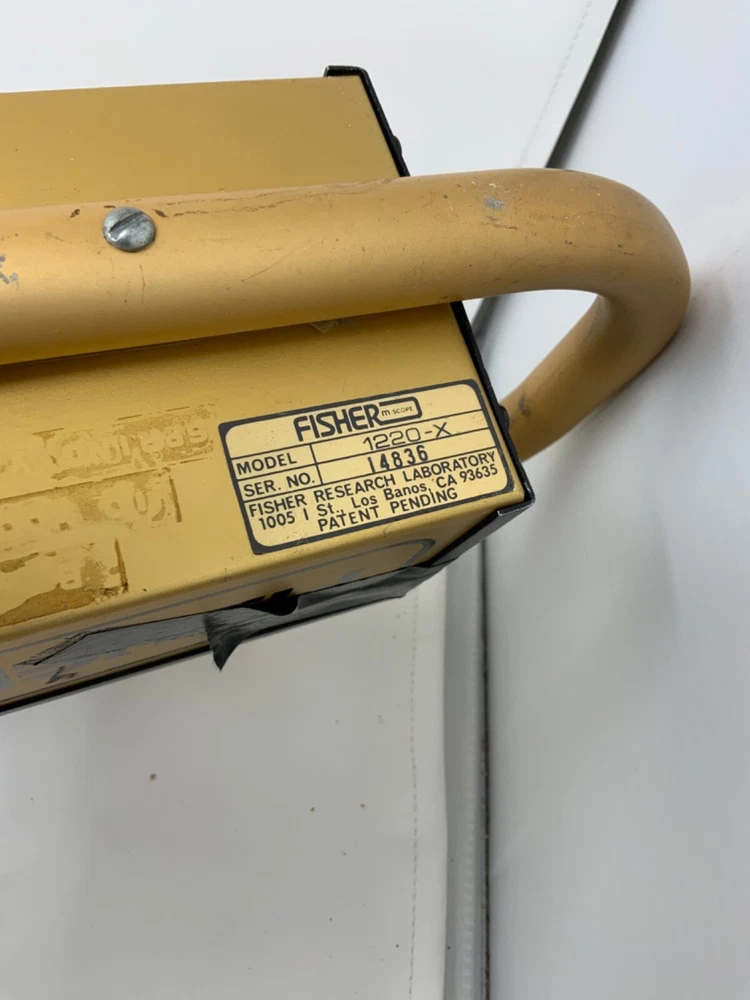 FISHER m-SCOPE
MODEL 1220-X
SER. NO. 14836
FISHER RESEARCH LABORATORY
1005 I St., Los Banos, CA 93635
PATENT PENDING